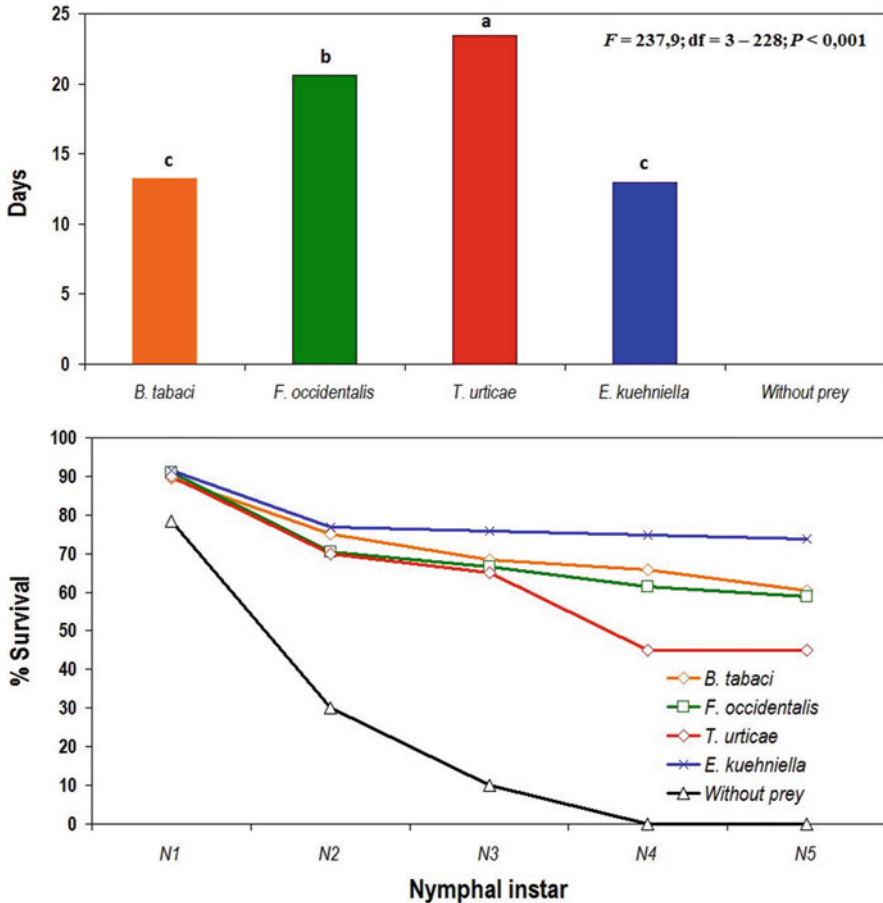 25
20
15
10
5
0
Days
c
b
a
c
F = 237,9; df = 3 – 228; P < 0,001
B. tabaci
F. occidentalis
T. urticae
E. kuehniella
Without prey
100
90
80
70
60
50
40
30
20
10
0
% Survival
B. tabaci
F. occidentalis
T. urticae
E. kuehniella
Without prey
N1
N2
N3
N4
N5
Nymphal instar